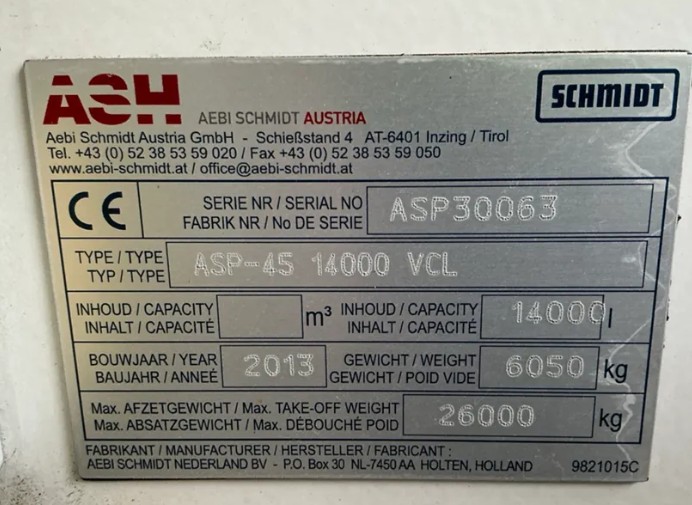 ASH AEBI SCHMIDT AUSTRIA SCHMIDT
Aebi Schmidt Austria GmbH - Schießstand 4 AT-6401 Inzing / Tirol
Tel. +43 (0) 52 38 53 59 020 / Fax +43 (0) 52 38 53 59 050
www.aebi-schmidt.at / office@aebi-schmidt.at
CE
SERIE NR / SERIAL NO
FABRIK NR / No DE SERIE
ASP30063
TYPE / TYPE
TYP / TYPE
ASP-45 14000 VCL
INHOUD / CAPACITY
INHALT / CAPACITÉ
m³
INHOUD / CAPACITY
INHALT / CAPACITÉ
14000 l
BOUWJAAR / YEAR
BAUJAHR / ANNEÉ
2013
GEWICHT / WEIGHT
GEWICHT / POID VIDE
6050 kg
Max. AFZETGEWICHT / Max. TAKE-OFF WEIGHT
Max. ABSATZGEWICHT / Max. DÉBOUCHÉ POID
26000 kg
FABRIKANT / MANUFACTURER / HERSTELLER / FABRICANT :
AEBI SCHMIDT NEDERLAND BV - P.O. Box 30 NL-7450 AA HOLTEN, HOLLAND 9821015C